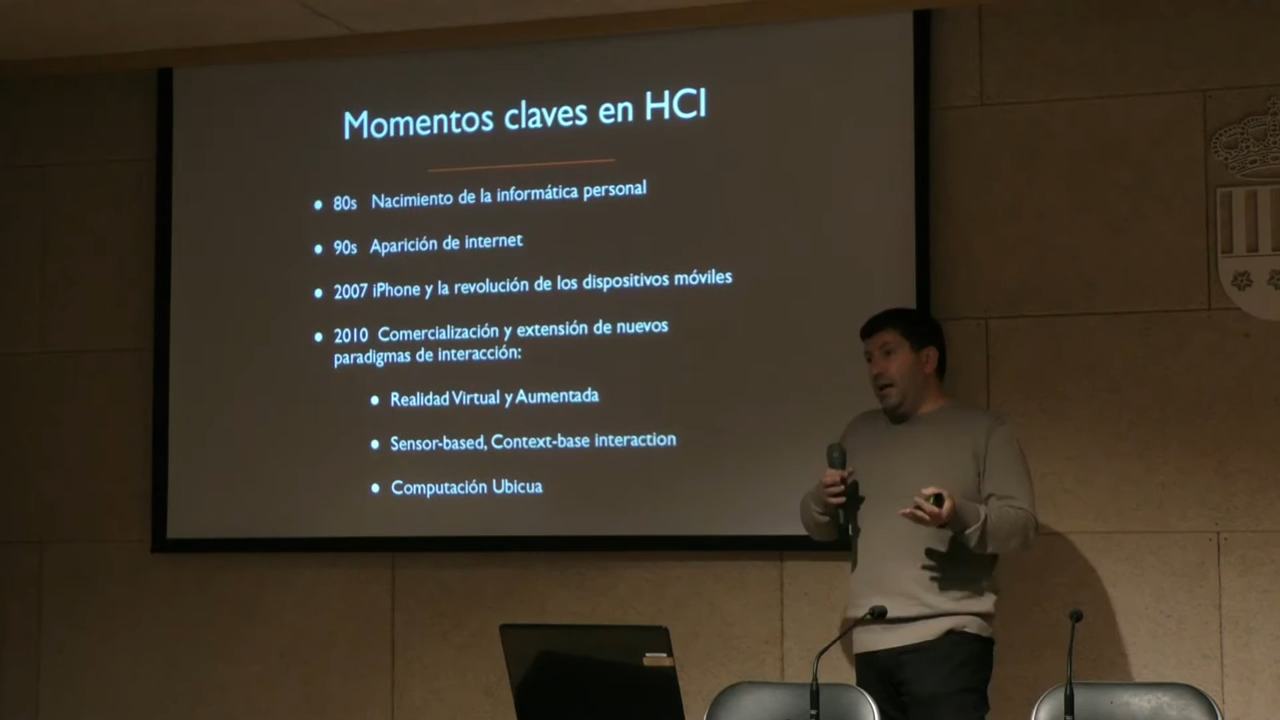 Momentos claves en HCI
• 80s Nacimiento de la informática personal
• 90s Aparición de internet
• 2007 iPhone y la revolución de los dispositivos móviles
• 2010 Comercialización y extensión de nuevos
paradigmas de interacción:
• Realidad Virtual y Aumentada
• Sensor-based, Context-base interaction
• Computación Ubicua